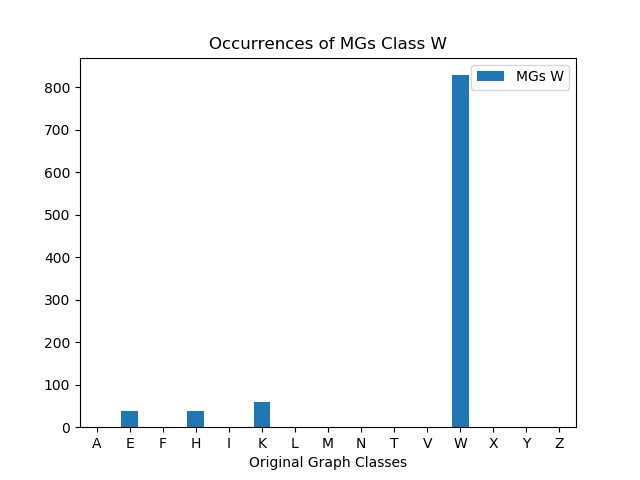 Occurrences of MGs Class W
MGs W
800
700
600
500
400
300
200
100
0
A E F H I K L M N T V W X Y Z
Original Graph Classes